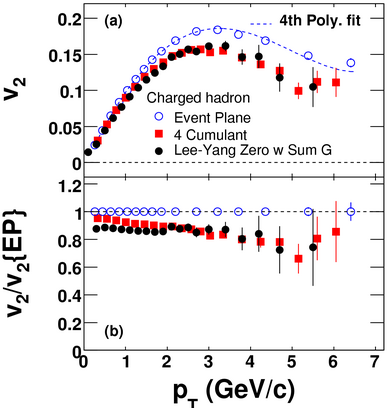 (a)
4th Poly. fit
v2
0.2
0.15
0.1
0.05
0
Charged hadron
Event Plane
4 Cumulant
Lee-Yang Zero w Sum G
v2/v2{EP}
1.2
1
0.8
0.6
0.4
0.2
0
(b)
0 1 2 3 4 5 6 7
pT (GeV/c)